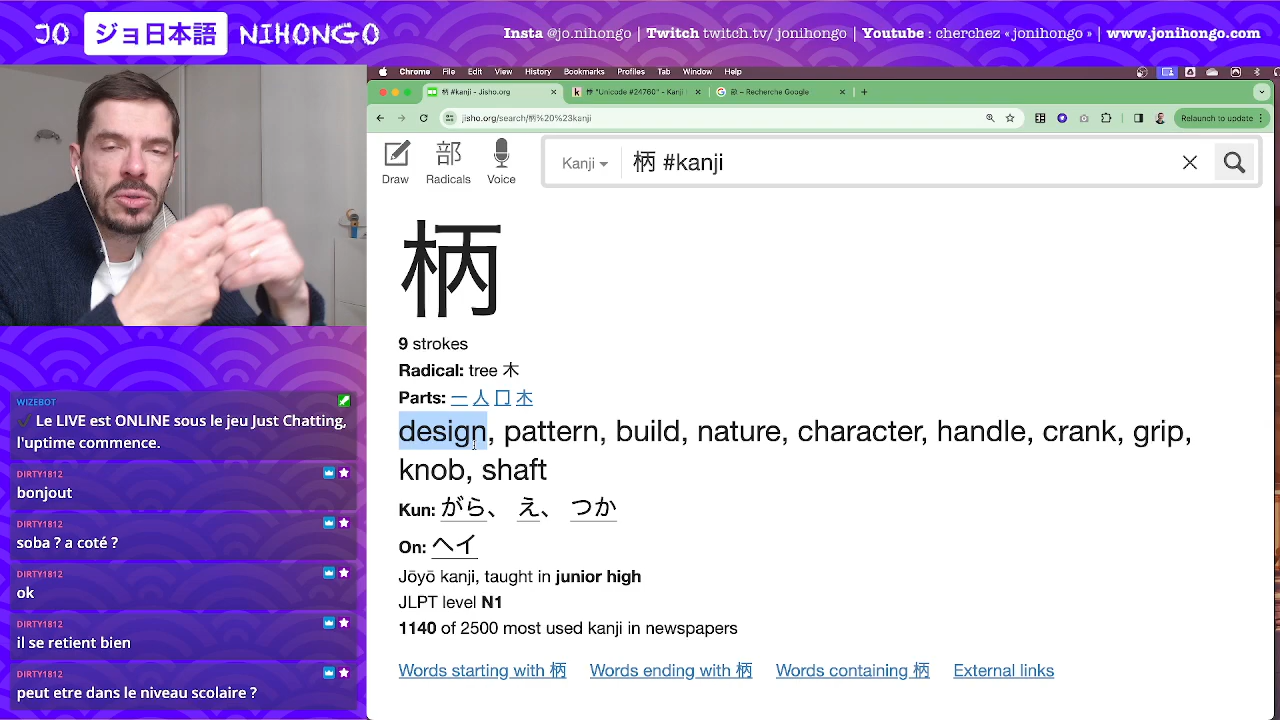 JO ジョ日本語 NIHONGO
Insta @jo.nihongo | Twitch twitch.tv/ jonihongo | Youtube : cherchez « jonihongo » | www.jonihongo.com
Chrome File Edit View History Bookmarks Profiles Tab Window Help
柄 #kanji - Jisho.org
柄 "Unicode #24760" - Kanji
- Recherche Google
jisho.org/search/柄%20%23kanji
Relaunch to update
Draw
部
Radicals
Voice
Kanji
柄 #kanji
柄
9 strokes
Radical: tree 木
Parts: 一 人 冂 木
design, pattern, build, nature, character, handle, crank, grip,
knob, shaft
Kun: がら、 え、 つか
On: ヘイ
Jōyō kanji, taught in junior high
JLPT level N1
1140 of 2500 most used kanji in newspapers
Words starting with 柄 Words ending with 柄 Words containing 柄 External links
WIZEBOT
✓ Le LIVE est ONLINE sous le jeu Just Chatting,
l'uptime commence.
DIRTY1812
bonjout
DIRTY1812
soba ? a coté ?
DIRTY1812
ok
DIRTY1812
il se retient bien
DIRTY1812
peut etre dans le niveau scolaire ?